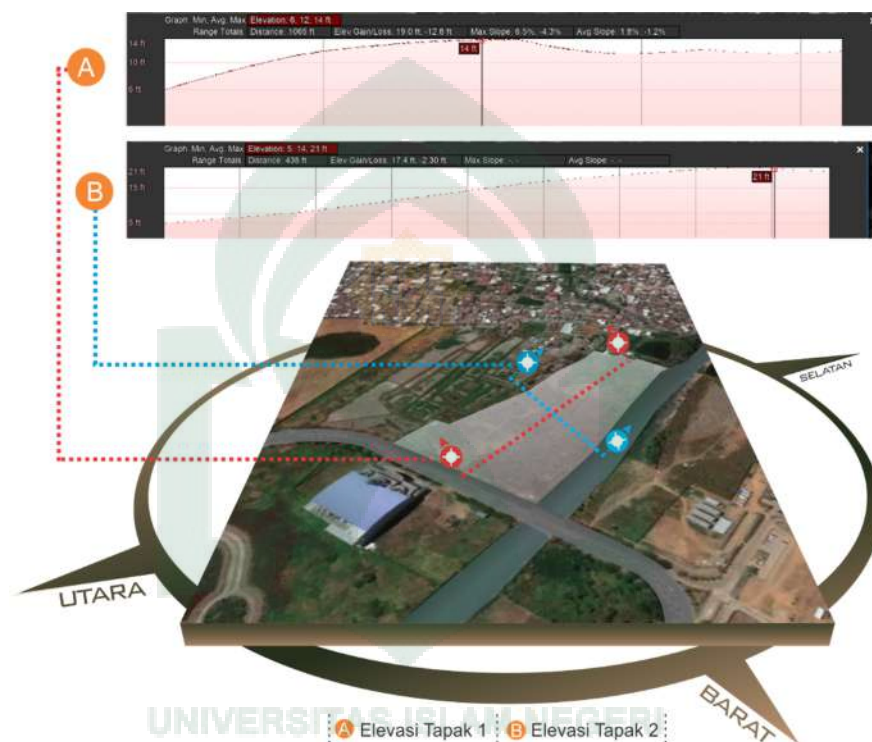 Graph: Min, Avg, Max Elevation: 6, 12, 14 ft
Range Totals: Distance: 1065 ft Elev Gain/Loss: 19.0 ft, -12.6 ft Max Slope: 6.5%, -4.3% Avg Slope: 1.8%, -1.2%
14 ft
10 ft
6 ft
14 ft
A
Graph: Min, Avg, Max Elevation: 5, 14, 21 ft
Range Totals: Distance: 438 ft Elev Gain/Loss: 17.4 ft, -2.30 ft Max Slope: -, - Avg Slope: -, -
21 ft
15 ft
5 ft
21 ft
B
SELATAN
UTARA
BARAT
UNIVERSITAS ISLAM NEGERI
A Elevasi Tapak 1 B Elevasi Tapak 2